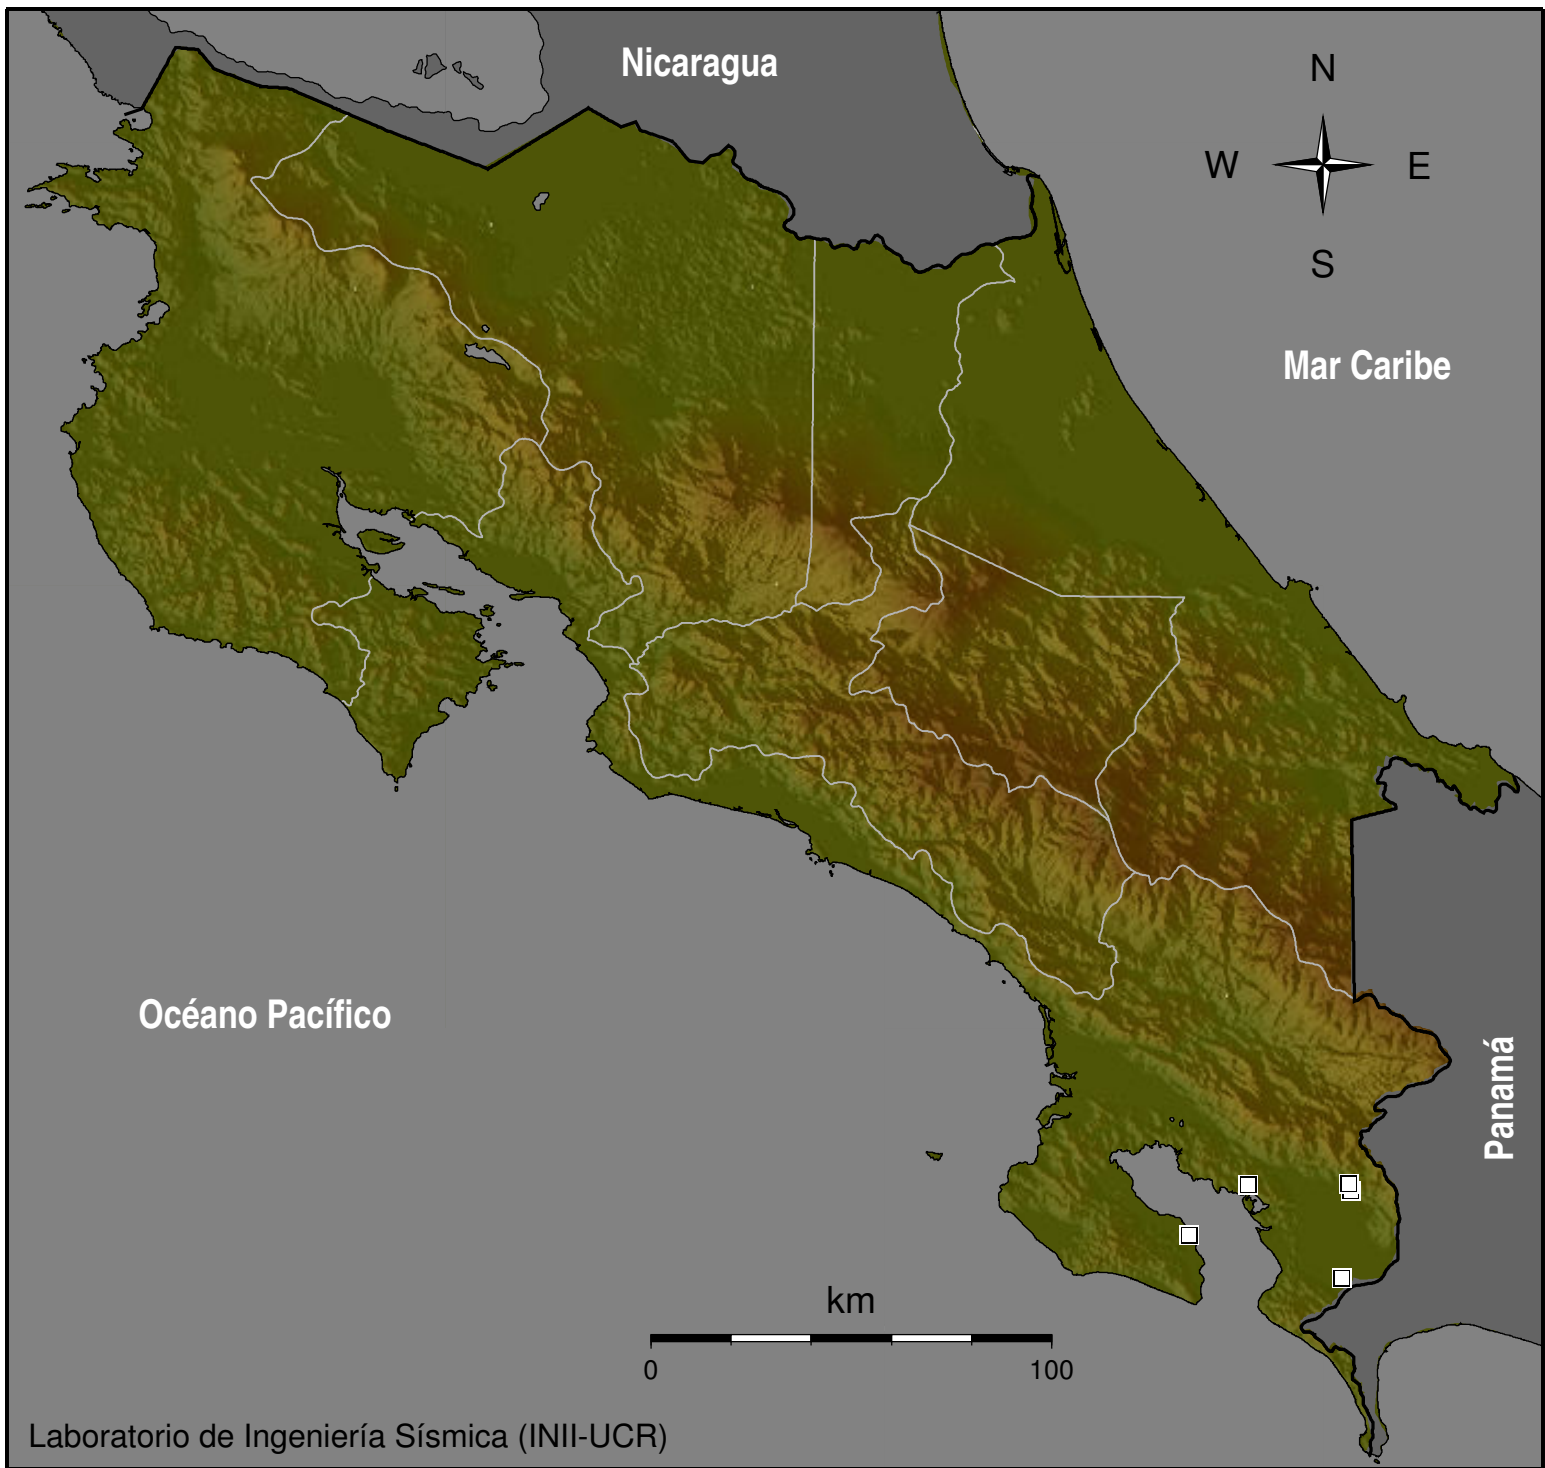 Nicaragua
N
W
E
S
Mar Caribe
Océano Pacífico
Panamá
km
0
100
Laboratorio de Ingeniería Sísmica (INII-UCR)